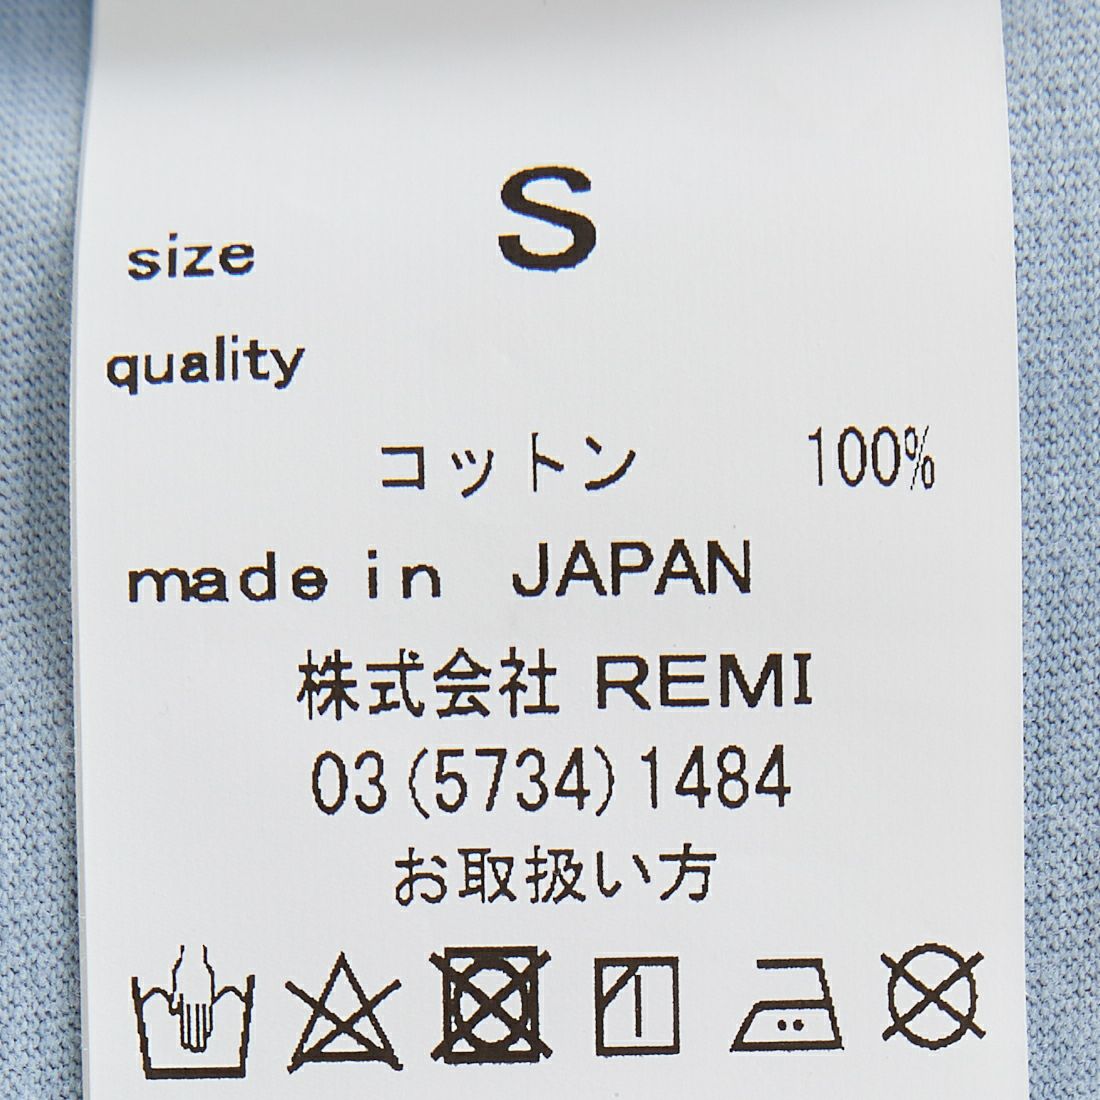 size S
quality
コットン 100%
made in JAPAN
株式会社 REMI
03(5734)1484
お取扱い方